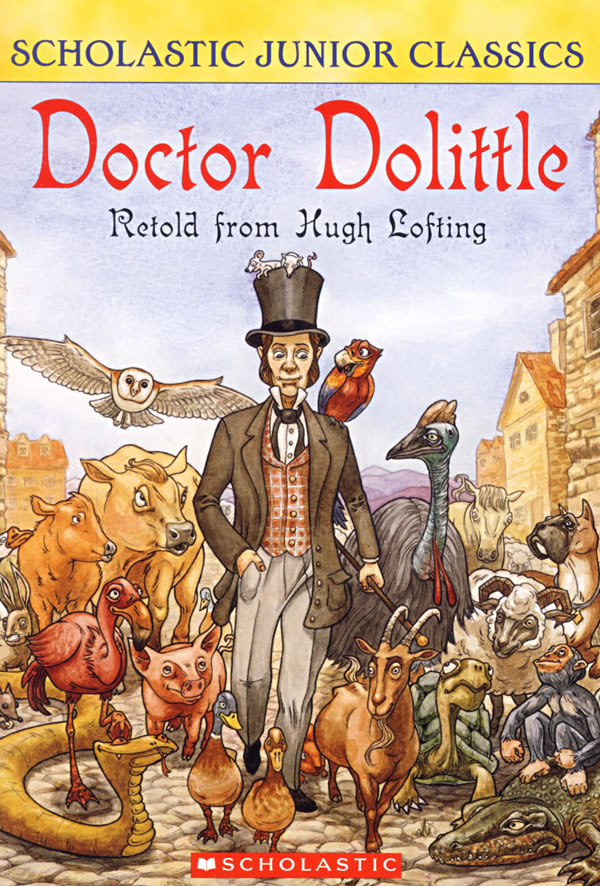 SCHOLASTIC JUNIOR CLASSICS
Doctor Dolittle
Retold from Hugh Lofting
SCHOLASTIC